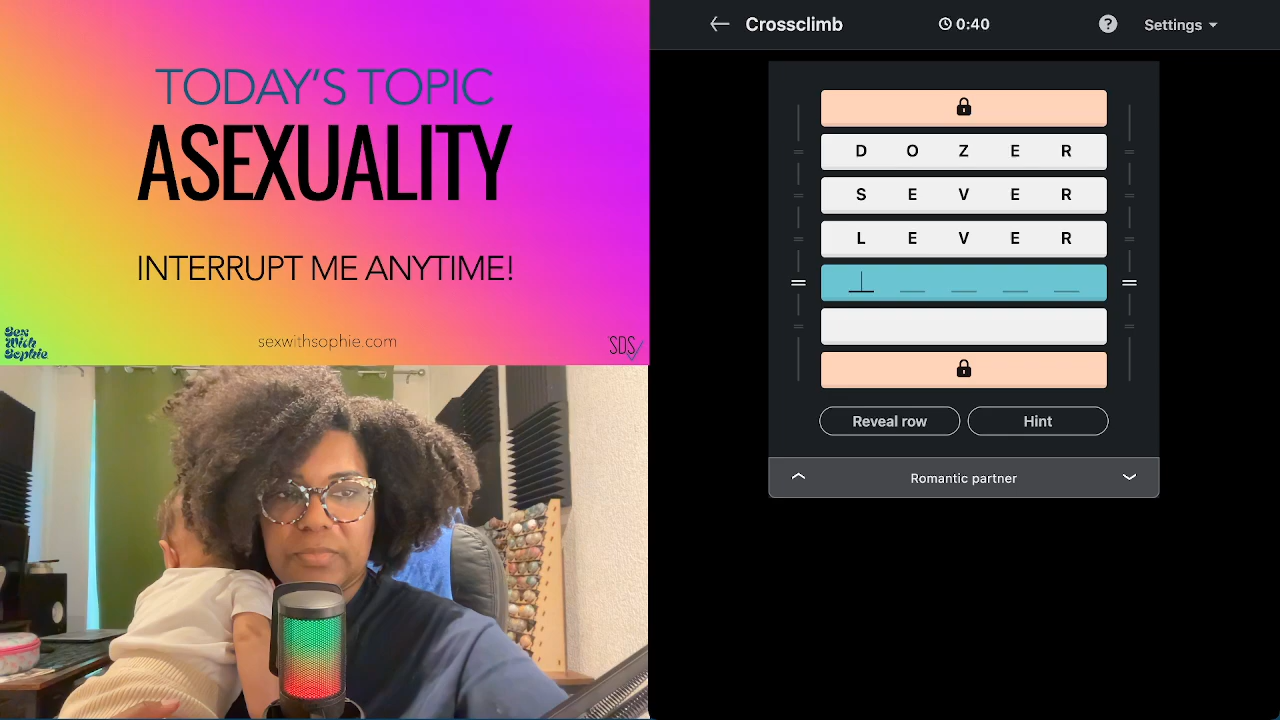 TODAY'S TOPIC
ASEXUALITY
INTERRUPT ME ANYTIME!
Sex
With
Sophie
sexwithsophie.com
SDS
Crossclimb
0:40
?
Settings
D O Z E R
S E V E R
L E V E R
Reveal row
Hint
Romantic partner